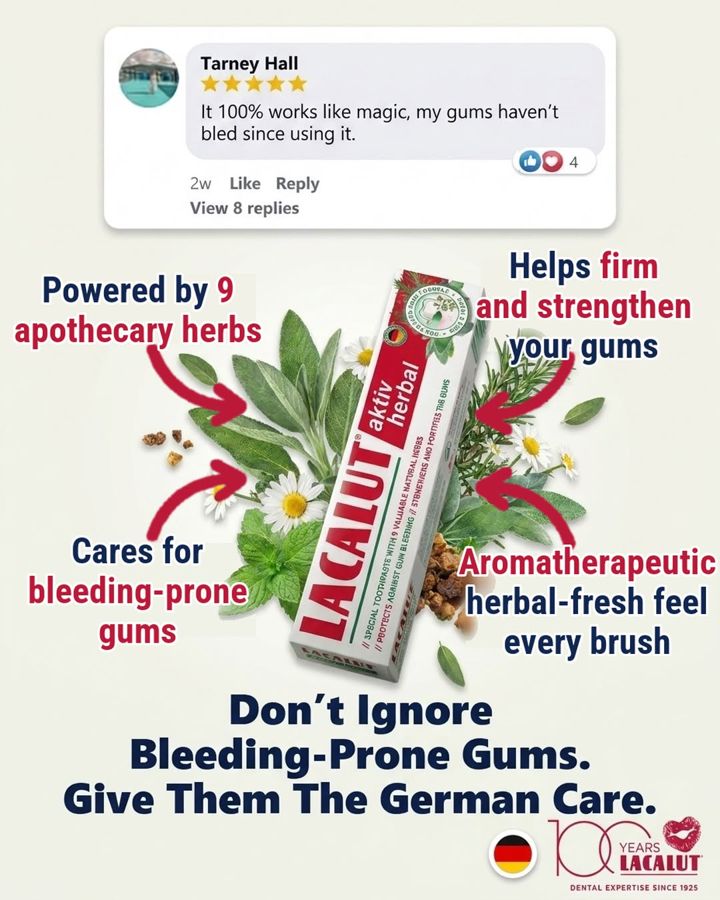 Tarney Hall
It 100% works like magic, my gums haven't
bled since using it.
4
2w Like Reply
View 8 replies
Powered by 9
apothecary herbs
Helps firm
and strengthen
your gums
LACALUT®
aktiv
herbal
// SPECIAL TOOTHPASTE WITH 9 VALUABLE NATURAL HERBS
// PROTECTS AGAINST GUM BLEEDING // STRENGTHENS AND FORTIFIES THE GUMS
LACALUT
Cares for
bleeding-prone
gums
Aromatherapeutic
herbal-fresh feel
every brush
Don't Ignore
Bleeding-Prone Gums.
Give Them The German Care.
100 YEARS
LACALUT
DENTAL EXPERTISE SINCE 1925